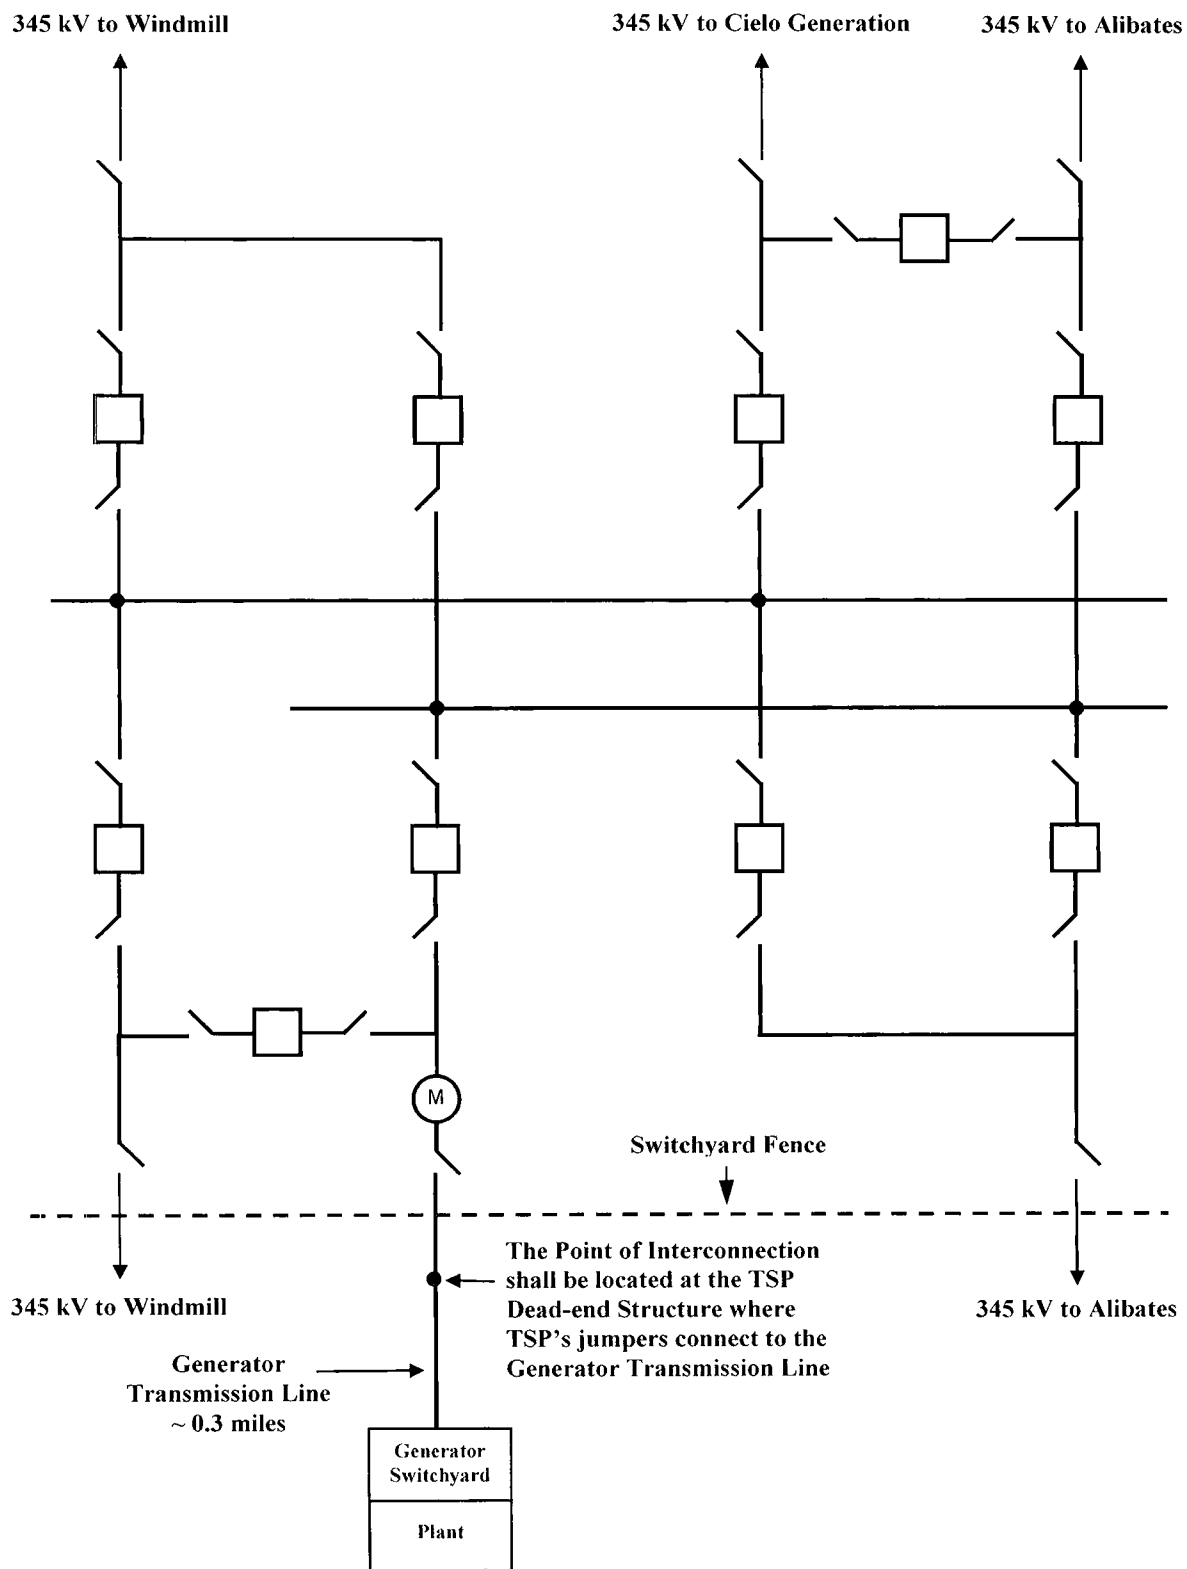 345 kV to Windmill
345 kV to Cielo Generation
345 kV to Alibates
M
Switchyard Fence
The Point of Interconnection
shall be located at the TSP
Dead-end Structure where
TSP's jumpers connect to the
Generator Transmission Line
345 kV to Windmill
345 kV to Alibates
Generator
Transmission Line
~ 0.3 miles
Generator
Switchyard
Plant